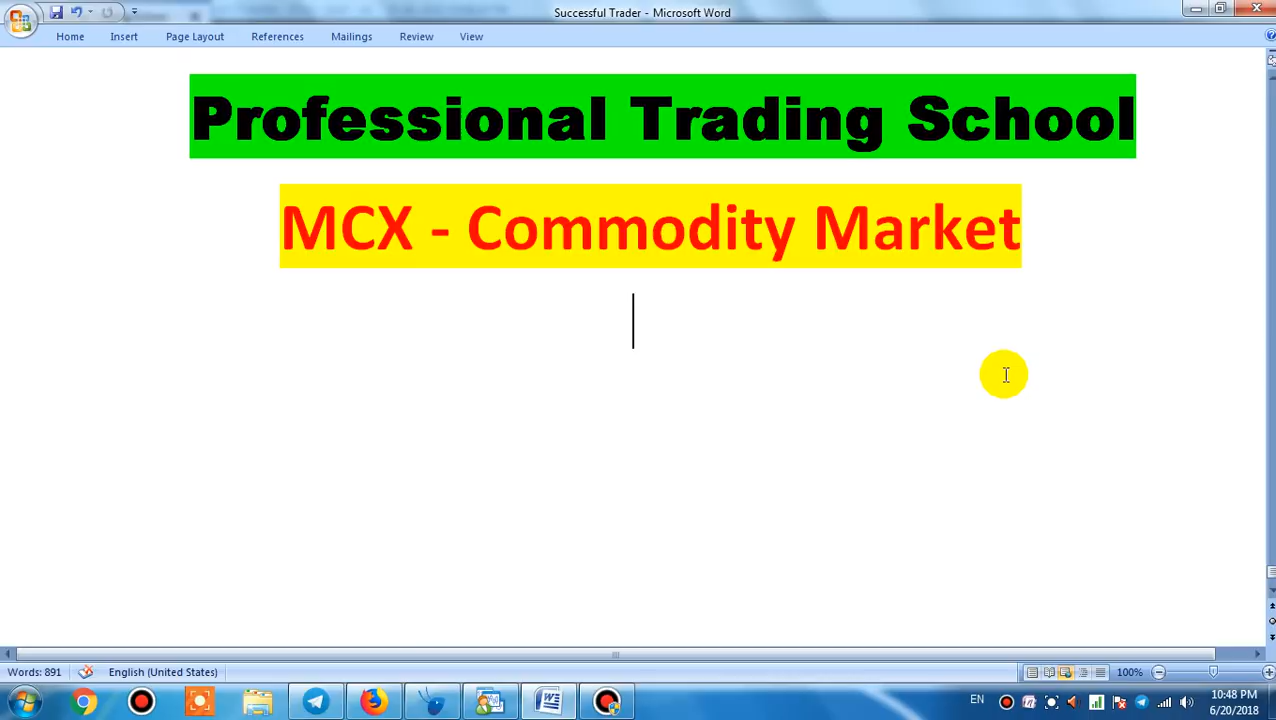 Successful Trader - Microsoft Word
Home Insert Page Layout References Mailings Review View
Professional Trading School
MCX - Commodity Market
Words: 891 English (United States) 100%
EN 10:48 PM
6/20/2018